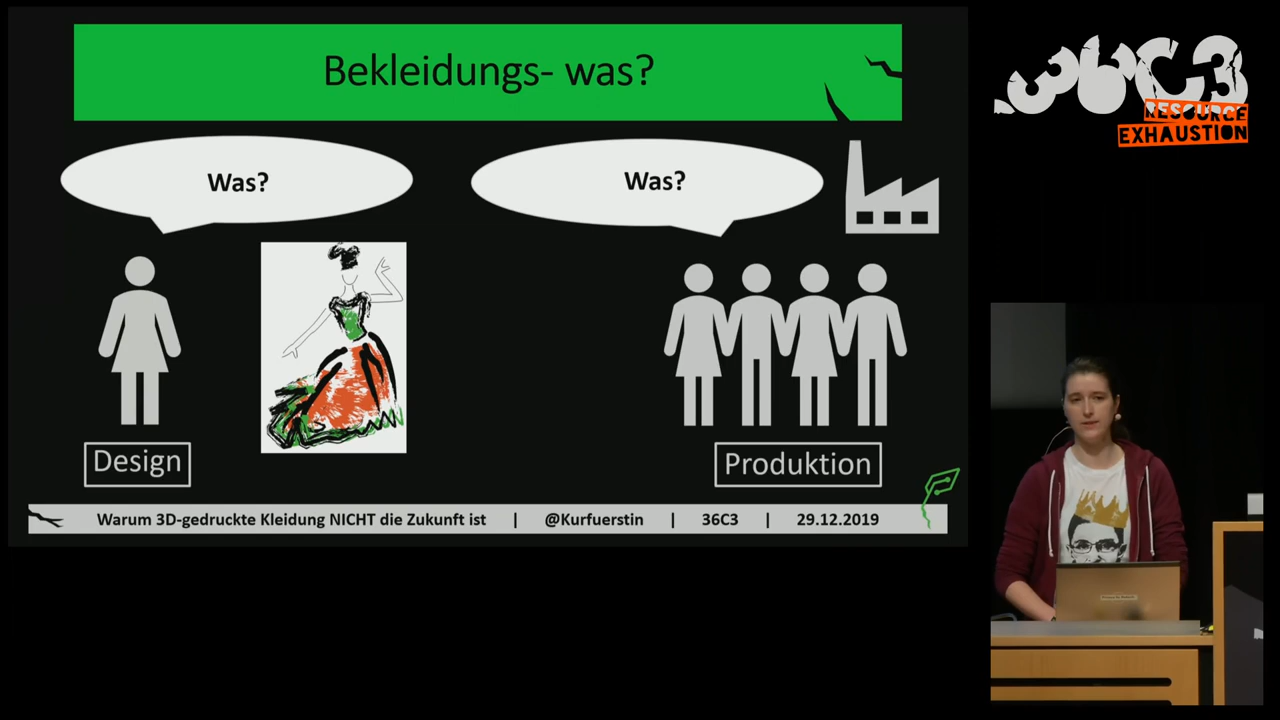 Bekleidungs- was?
Was?
Was?
Design
Produktion
Warum 3D-gedruckte Kleidung NICHT die Zukunft ist | @Kurfuerstin | 36C3 | 29.12.2019
36C3
RESOURCE
EXHAUSTION